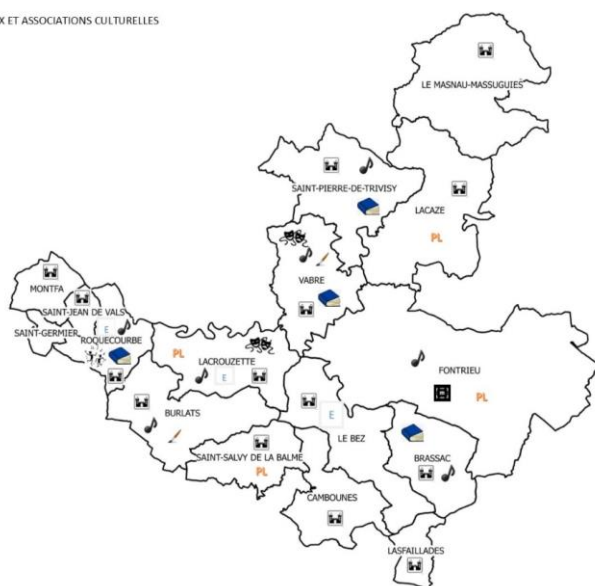 X ET ASSOCIATIONS CULTURELLES
LE MASNAU-MASSUGUIES
SAINT-PIERRE-DE-TRIVISY
LACAZE
PL
VABRE
MONTFA
SAINT-JEAN DE VALS
SAINT-GERMIER
E
ROQUECOURBE
PL
LACROUZETTE
E
FONTRIEU
PL
BURLATS
E
LE BEZ
SAINT-SALVY DE LA BALME
PL
BRASSAC
CAMBOUNES
LASFAILLADES